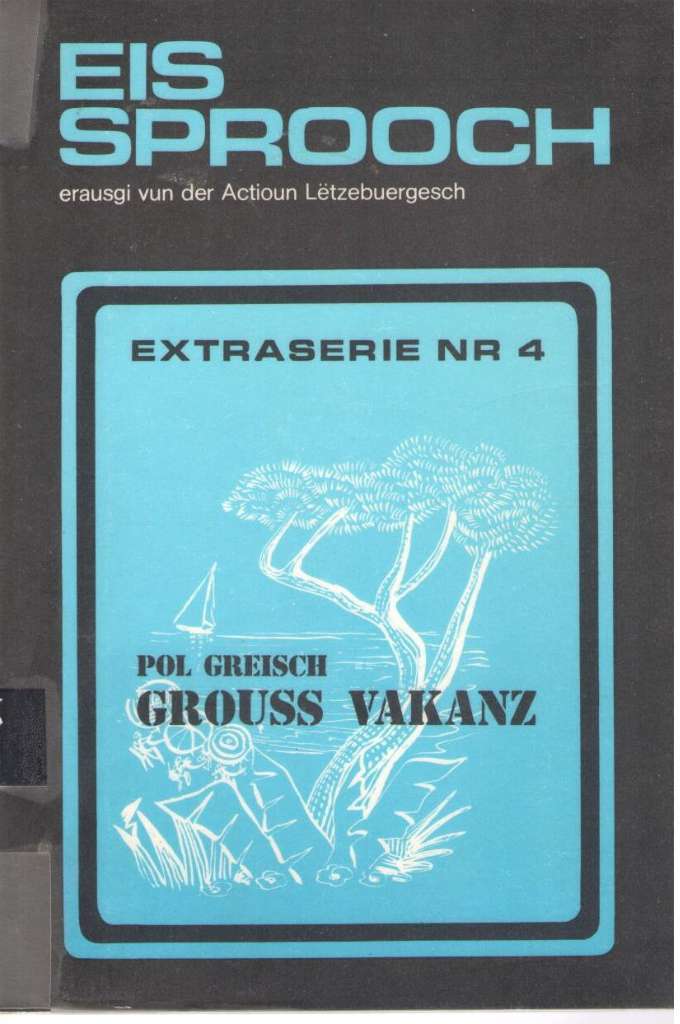 EIS
SPROOCH
erausgi vun der Actioun Lëtzebuergesch
EXTRASERIE NR 4
POL GREISCH
GROUSS VAKANZ